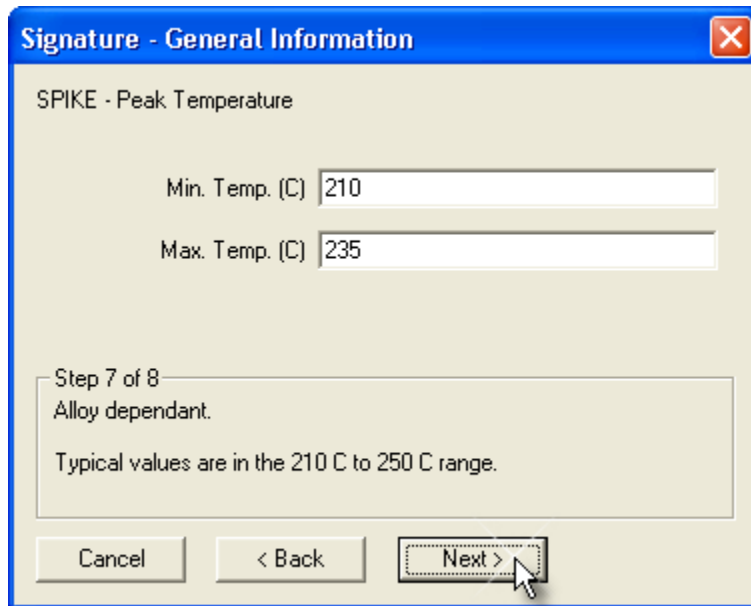 Signature - General Information
SPIKE - Peak Temperature
Min. Temp. (C) 210
Max. Temp. (C) 235
Step 7 of 8
Alloy dependant.
Typical values are in the 210 C to 250 C range.
Cancel < Back Next >